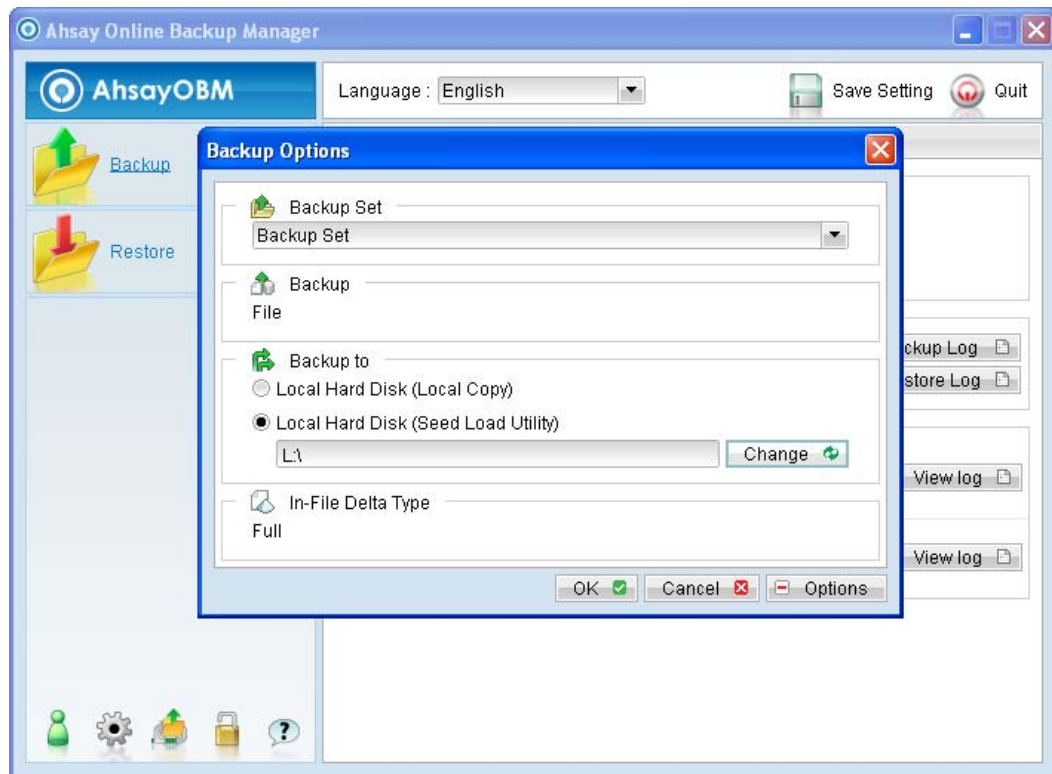 Ahsay Online Backup Manager
AhsayOBM
Language : English
Save Setting
Quit
Backup
Restore
Backup Options
Backup Set
Backup Set
Backup
File
Backup to
Local Hard Disk (Local Copy)
Local Hard Disk (Seed Load Utility)
L:\
Change
In-File Delta Type
Full
OK
Cancel
Options
ckup Log
store Log
View log
View log